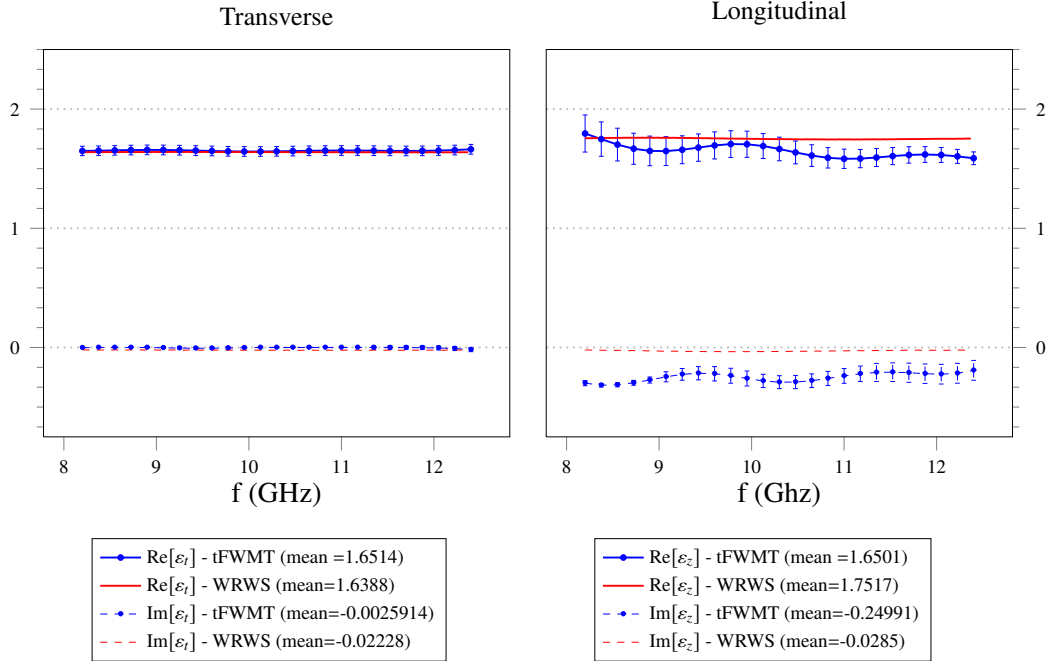 Transverse
Longitudinal
2
1
0
8 9 10 11 12
f (GHz)
2
1
0
8 9 10 11 12
f (Ghz)
Re[εt] - tFWMT (mean =1.6514)
Re[εt] - WRWS (mean=1.6388)
Im[εt] - tFWMT (mean=-0.0025914)
Im[εt] - WRWS (mean=-0.02228)
Re[εz] - tFWMT (mean=1.6501)
Re[εz] - WRWS (mean=1.7517)
Im[εz] - tFWMT (mean=-0.24991)
Im[εz] - WRWS (mean=-0.0285)